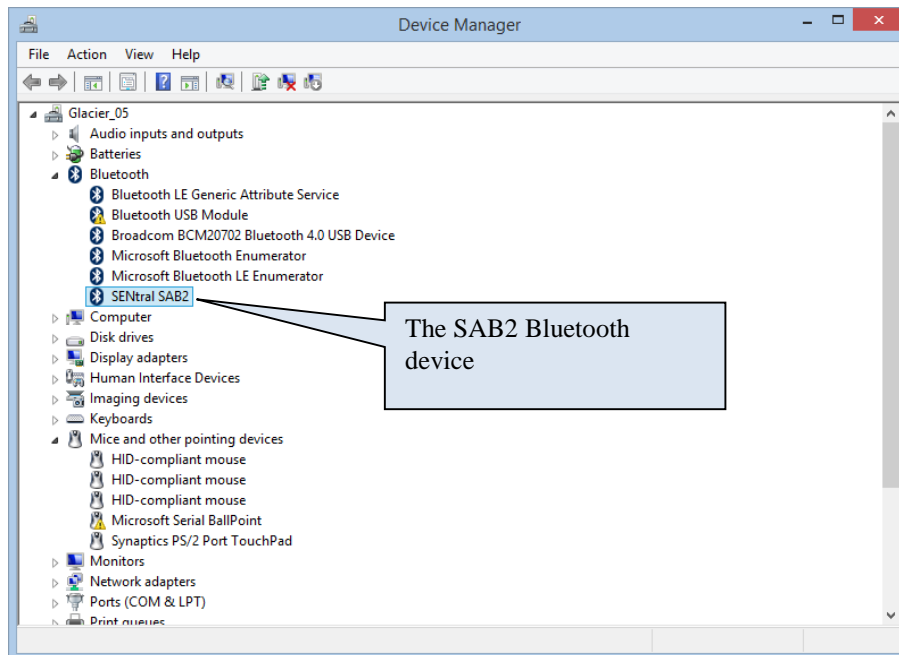 Device Manager
File Action View Help
Glacier_05
Audio inputs and outputs
Batteries
Bluetooth
Bluetooth LE Generic Attribute Service
Bluetooth USB Module
Broadcom BCM20702 Bluetooth 4.0 USB Device
Microsoft Bluetooth Enumerator
Microsoft Bluetooth LE Enumerator
SENtral SAB2
Computer
The SAB2 Bluetooth
device
Disk drives
Display adapters
Human Interface Devices
Imaging devices
Keyboards
Mice and other pointing devices
HID-compliant mouse
HID-compliant mouse
HID-compliant mouse
Microsoft Serial BallPoint
Synaptics PS/2 Port TouchPad
Monitors
Network adapters
Ports (COM & LPT)
Print queues